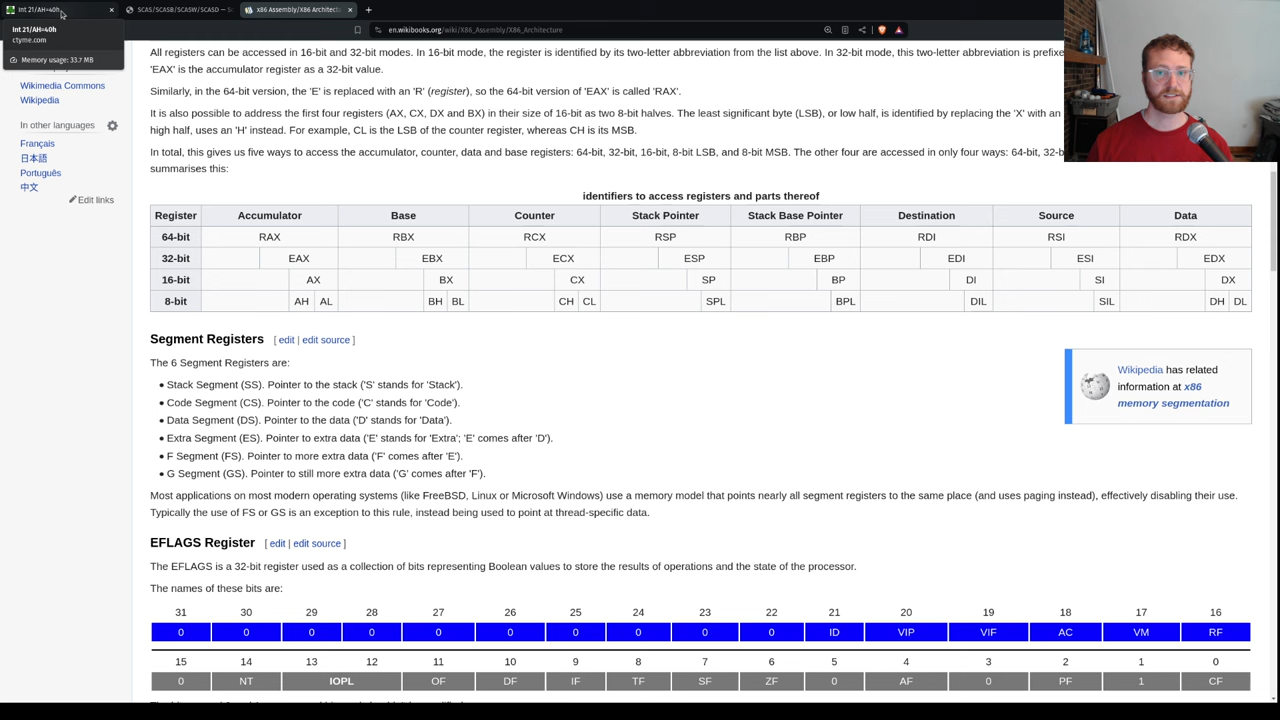 Int 21/AH=40h
SCAS/SCASB/SCASW/SCASD — S
x86 Assembly/X86 Architectu
en.wikibooks.org/wiki/X86_Assembly/X86_Architecture
Int 21/AH=40h
ctyme.com
Memory usage: 33.7 MB
Wikimedia Commons
Wikipedia
In other languages
Français
日本語
Português
中文
Edit links
All registers can be accessed in 16-bit and 32-bit modes. In 16-bit mode, the register is identified by its two-letter abbreviation from the list above. In 32-bit mode, this two-letter abbreviation is prefixe
'EAX' is the accumulator register as a 32-bit value.
Similarly, in the 64-bit version, the 'E' is replaced with an 'R' (register), so the 64-bit version of 'EAX' is called 'RAX'.
It is also possible to address the first four registers (AX, CX, DX and BX) in their size of 16-bit as two 8-bit halves. The least significant byte (LSB), or low half, is identified by replacing the 'X' with an
high half, uses an 'H' instead. For example, CL is the LSB of the counter register, whereas CH is its MSB.
In total, this gives us five ways to access the accumulator, counter, data and base registers: 64-bit, 32-bit, 16-bit, 8-bit LSB, and 8-bit MSB. The other four are accessed in only four ways: 64-bit, 32-b
summarises this:
identifiers to access registers and parts thereof
Register Accumulator Base Counter Stack Pointer Stack Base Pointer Destination Source Data
64-bit RAX RBX RCX RSP RBP RDI RSI RDX
32-bit EAX EBX ECX ESP EBP EDI ESI EDX
16-bit AX BX CX SP BP DI SI DX
8-bit AH AL BH BL CH CL SPL BPL DIL SIL DH DL
Segment Registers [ edit | edit source ]
The 6 Segment Registers are:
• Stack Segment (SS). Pointer to the stack ('S' stands for 'Stack').
• Code Segment (CS). Pointer to the code ('C' stands for 'Code').
• Data Segment (DS). Pointer to the data ('D' stands for 'Data').
• Extra Segment (ES). Pointer to extra data ('E' stands for 'Extra'; 'E' comes after 'D').
• F Segment (FS). Pointer to more extra data ('F' comes after 'E').
• G Segment (GS). Pointer to still more extra data ('G' comes after 'F').
Wikipedia has related
information at x86
memory segmentation
Most applications on most modern operating systems (like FreeBSD, Linux or Microsoft Windows) use a memory model that points nearly all segment registers to the same place (and uses paging instead), effectively disabling their use.
Typically the use of FS or GS is an exception to this rule, instead being used to point at thread-specific data.
EFLAGS Register [ edit | edit source ]
The EFLAGS is a 32-bit register used as a collection of bits representing Boolean values to store the results of operations and the state of the processor.
The names of these bits are:
31 30 29 28 27 26 25 24 23 22 21 20 19 18 17 16
0 0 0 0 0 0 0 0 0 0 ID VIP VIF AC VM RF
15 14 13 12 11 10 9 8 7 6 5 4 3 2 1 0
0 NT IOPL OF DF IF TF SF ZF 0 AF 0 PF 1 CF